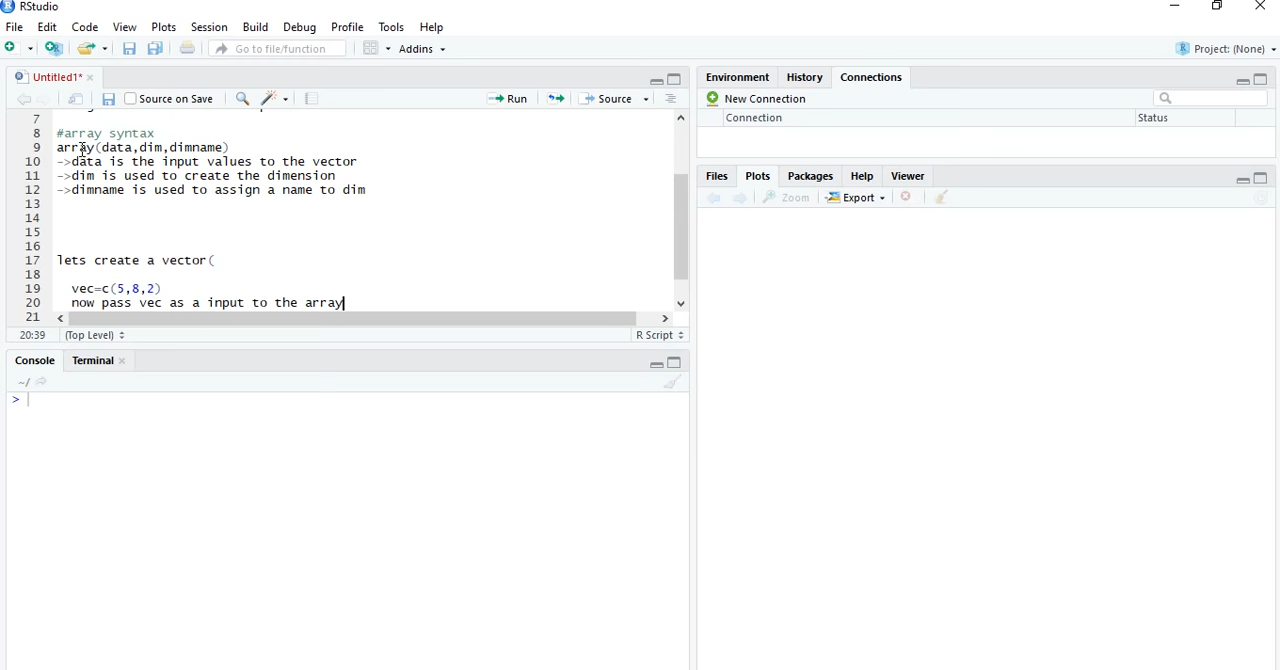 RStudio
File Edit Code View Plots Session Build Debug Profile Tools Help
Go to file/function Addins Project: (None)
Untitled1*
Source on Save Run Source
7
8 #array syntax
9 array(data,dim,dimname)
10 ->data is the input values to the vector
11 ->dim is used to create the dimension
12 ->dimname is used to assign a name to dim
13
14
15
16
17 lets create a vector(
18
19 vec=c(5,8,2)
20 now pass vec as a input to the array
21
20:39 (Top Level) R Script
Console Terminal
~/
>
Environment History Connections
New Connection
Connection Status
Files Plots Packages Help Viewer
Zoom Export